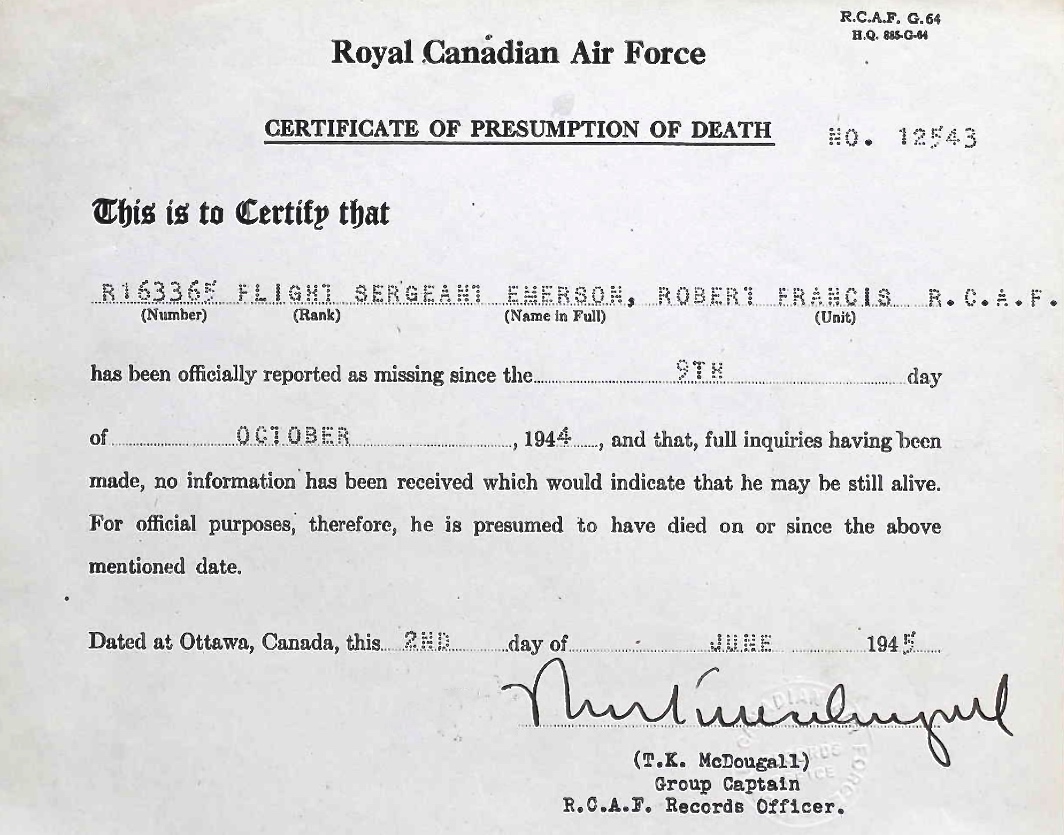 R.C.A.F. G.64
H.Q. 885-G-64
Royal Canadian Air Force
CERTIFICATE OF PRESUMPTION OF DEATH
NO. 12543
This is to Certify that
R163365 FLIGHT SERGEANT EMERSON, ROBERT FRANCIS R.C.A.F.
(Number) (Rank) (Name in Full) (Unit)
has been officially reported as missing since the 9TH day
of OCTOBER, 1944, and that, full inquiries having been
made, no information has been received which would indicate that he may be still alive.
For official purposes, therefore, he is presumed to have died on or since the above
mentioned date.
Dated at Ottawa, Canada, this 2ND day of JUNE 1945
(T.K. McDougall)
Group Captain
R.C.A.F. Records Officer.